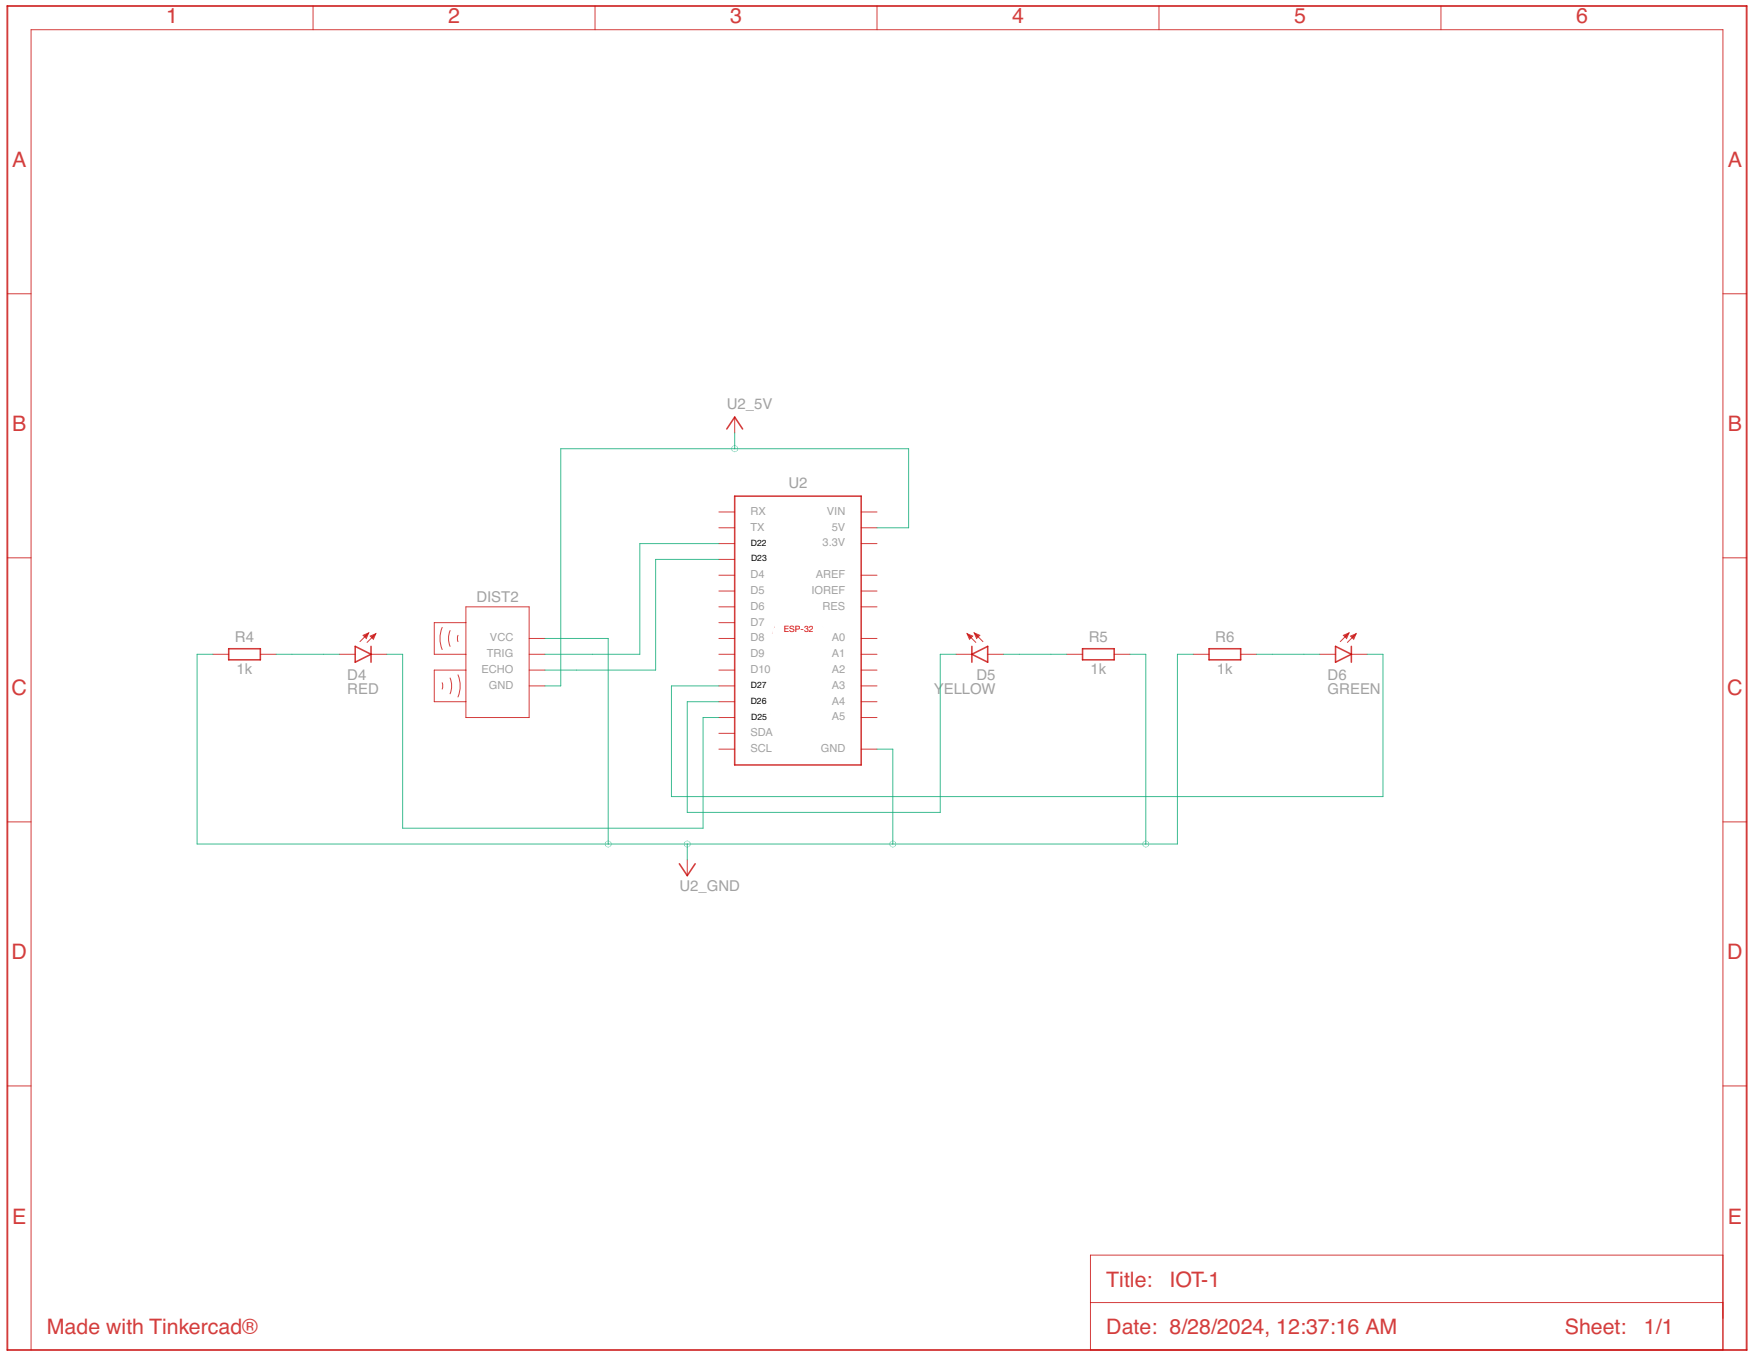 1 2 3 4 5 6
A A
B B
C C
D D
E E
U2_5V
U2
RX VIN
TX 5V
D22 3.3V
D23
D4 AREF
D5 IOREF
D6 RES
D7
ESP-32
D8 A0
D9 A1
D10 A2
D27 A3
D26 A4
D25 A5
SDA
SCL GND
DIST2
VCC
TRIG
ECHO
GND
R4
1k
D4
RED
D5
YELLOW
R5
1k
R6
1k
D6
GREEN
U2_GND
Title: IOT-1
Date: 8/28/2024, 12:37:16 AM Sheet: 1/1
Made with Tinkercad®